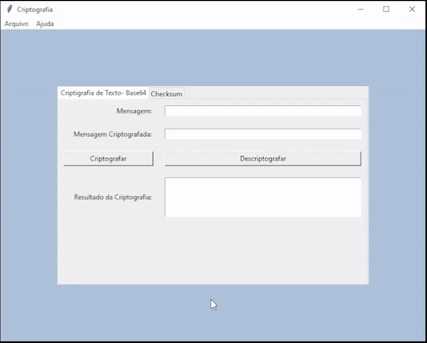 Criptografia
Arquivo Ajuda
Criptigrafia de Texto- Base64 Checksum
Mensagem:
Mensagem Criptografada:
Criptografar Descriptografar
Resultado da Criptografia: